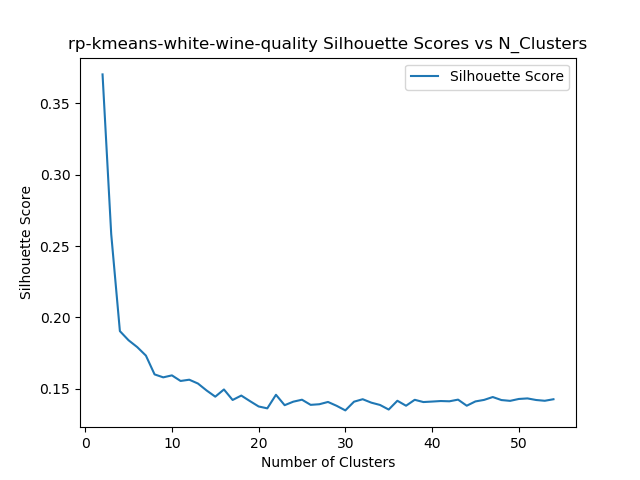 rp-kmeans-white-wine-quality Silhouette Scores vs N_Clusters
Silhouette Score
0.35
0.30
0.25
0.20
0.15
Silhouette Score
0 10 20 30 40 50
Number of Clusters